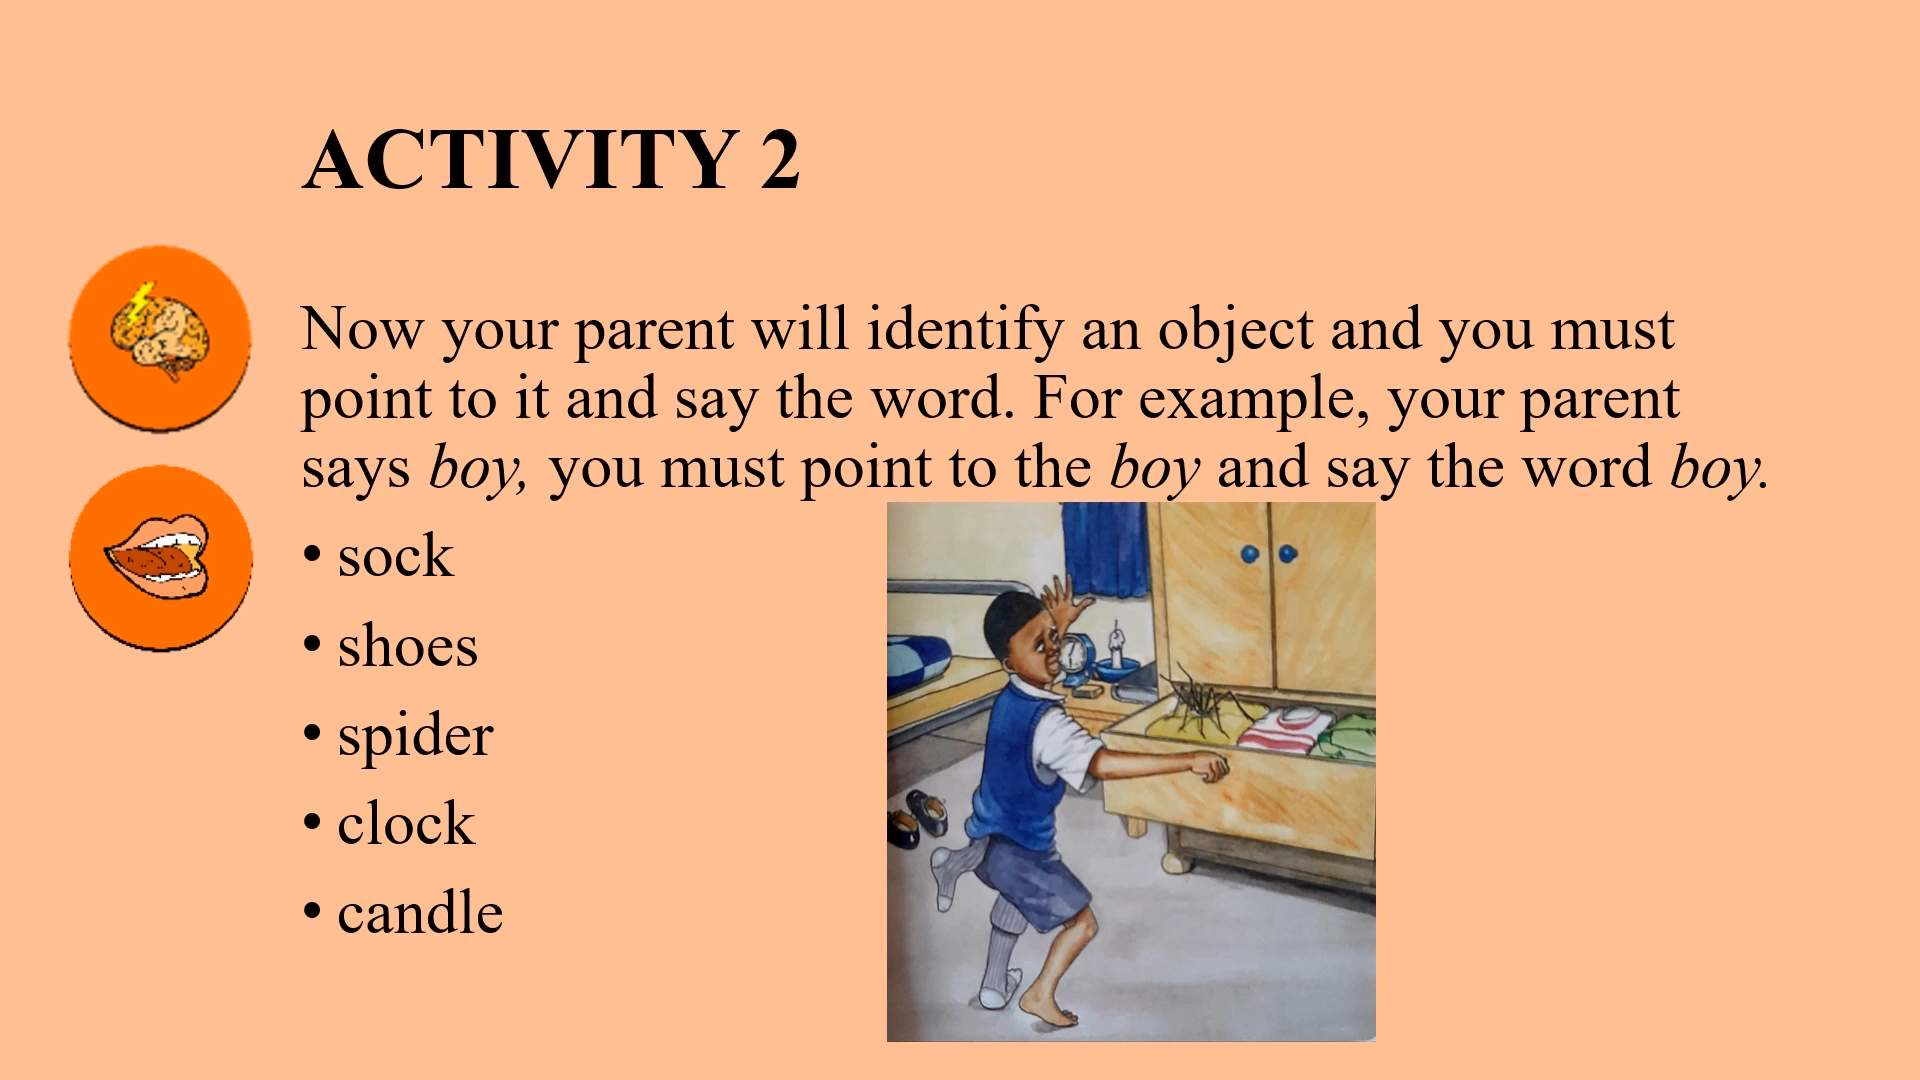 ACTIVITY 2
Now your parent will identify an object and you must
point to it and say the word. For example, your parent
says boy, you must point to the boy and say the word boy.
• sock
• shoes
• spider
• clock
• candle